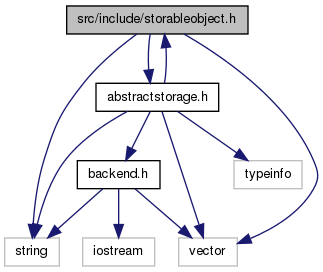 src/include/storableobject.h
abstractstorage.h
backend.h
typeinfo
string
iostream
vector